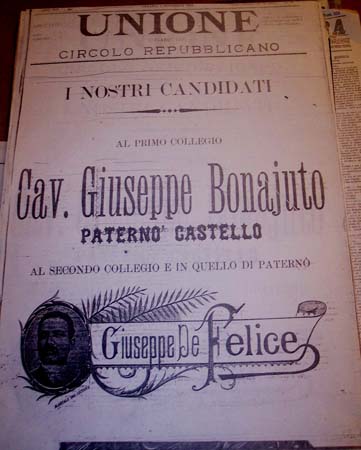 UNIONE
CIRCOLO REPUBBLICANO
I NOSTRI CANDIDATI
AL PRIMO COLLEGIO
Cav. Giuseppe Bonajuto
PATERNO' CASTELLO
AL SECONDO COLLEGIO E IN QUELLO DI PATERNÒ
Giuseppe De Felice